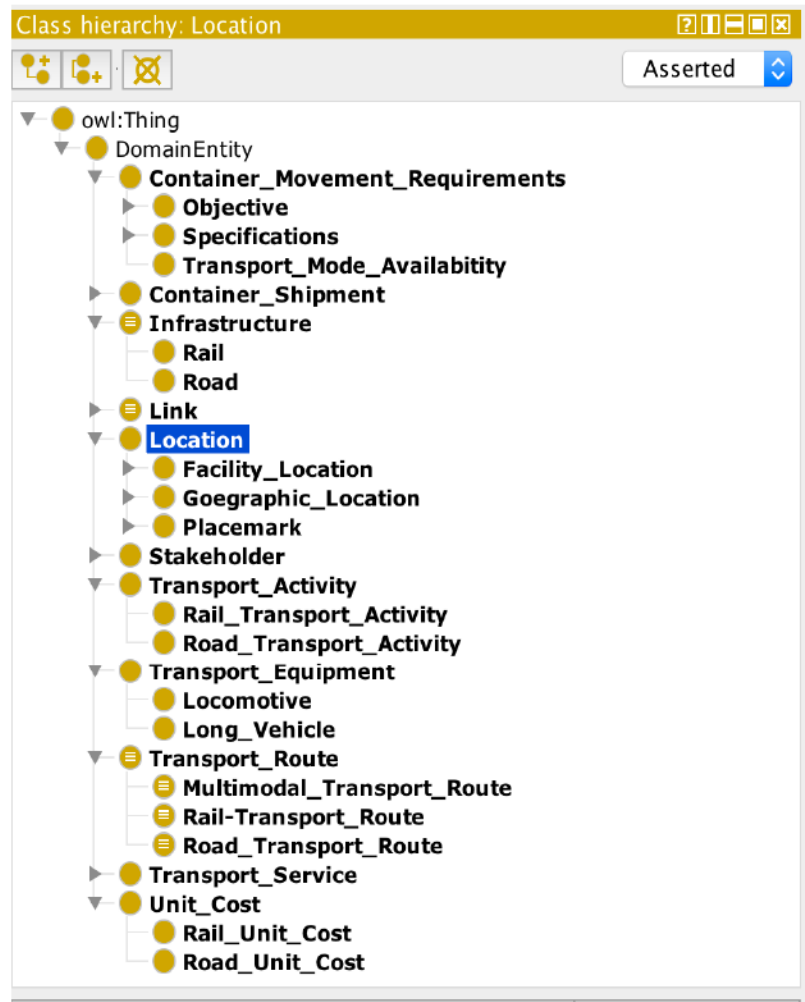 Class hierarchy: Location
Asserted
owl:Thing
DomainEntity
Container_Movement_Requirements
Objective
Specifications
Transport_Mode_Availabitity
Container_Shipment
Infrastructure
Rail
Road
Link
Location
Facility_Location
Goegraphic_Location
Placemark
Stakeholder
Transport_Activity
Rail_Transport_Activity
Road_Transport_Activity
Transport_Equipment
Locomotive
Long_Vehicle
Transport_Route
Multimodal_Transport_Route
Rail-Transport_Route
Road_Transport_Route
Transport_Service
Unit_Cost
Rail_Unit_Cost
Road_Unit_Cost